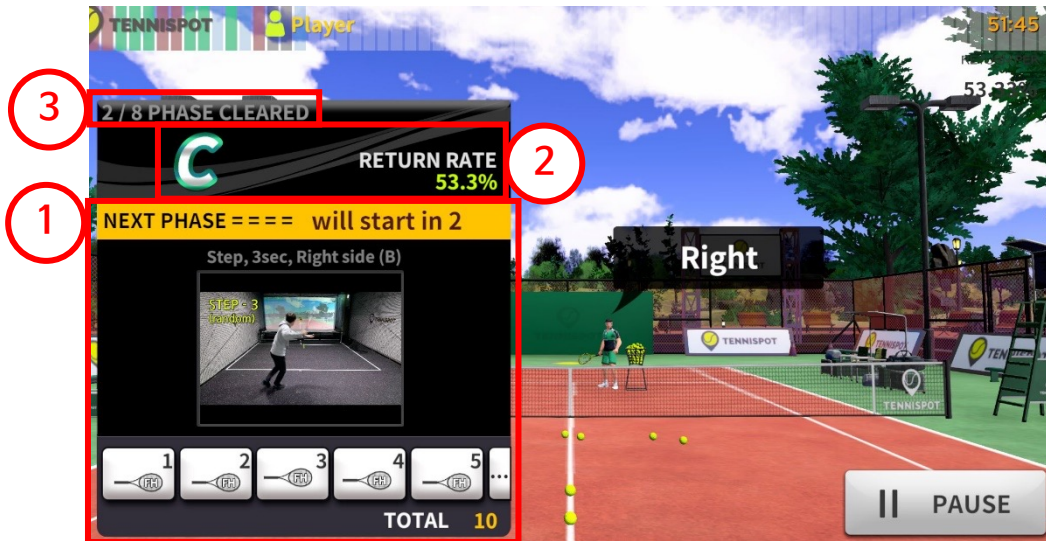 TENNISPOT
Player
51:45
3
2 / 8 PHASE CLEARED
C
RETURN RATE
53.3%
2
1
NEXT PHASE = = = = will start in 2
Step, 3sec, Right side (B)
STEP - 3
(random)
Right
TENNISPOT
TENNISPOT
1 2 3 4 5 ...
FH FH FH FH FH
TOTAL 10
PAUSE